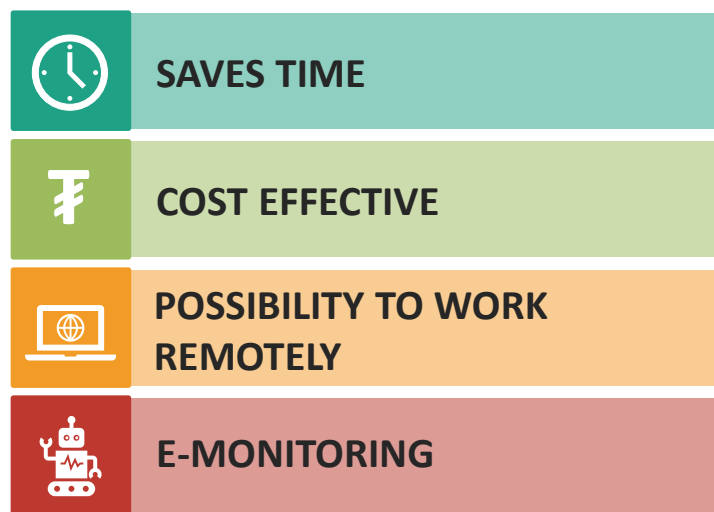 SAVES TIME
₮
COST EFFECTIVE
POSSIBILITY TO WORK
REMOTELY
E-MONITORING